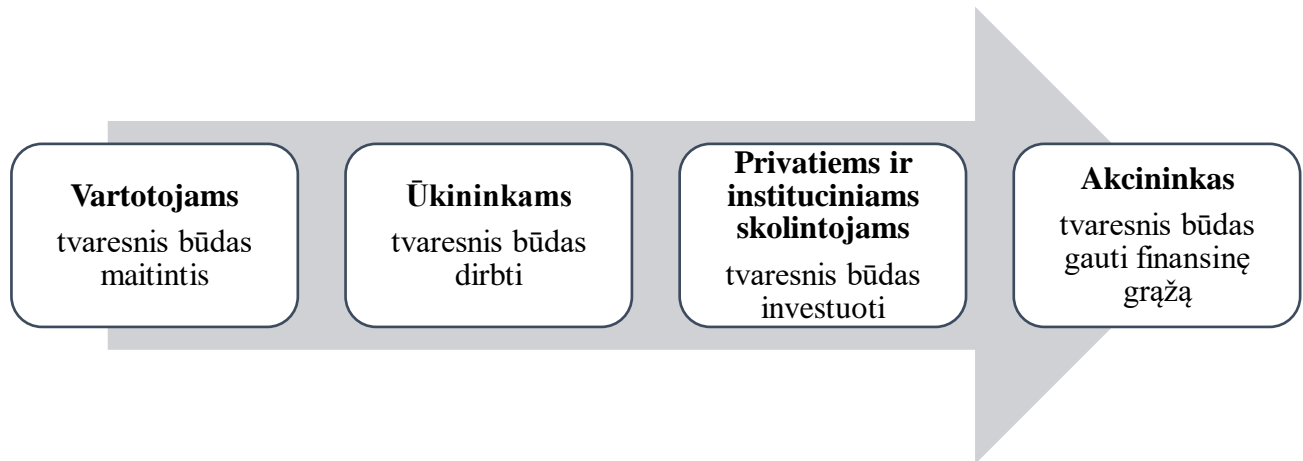 Vartotojams
tvaresnis būdas
maitintis
Ūkininkams
tvaresnis būdas
dirbti
Privatiems ir
instituciniams
skolintojams
tvaresnis būdas
investuoti
Akcininkas
tvaresnis būdas
gauti finansinę
grąžą